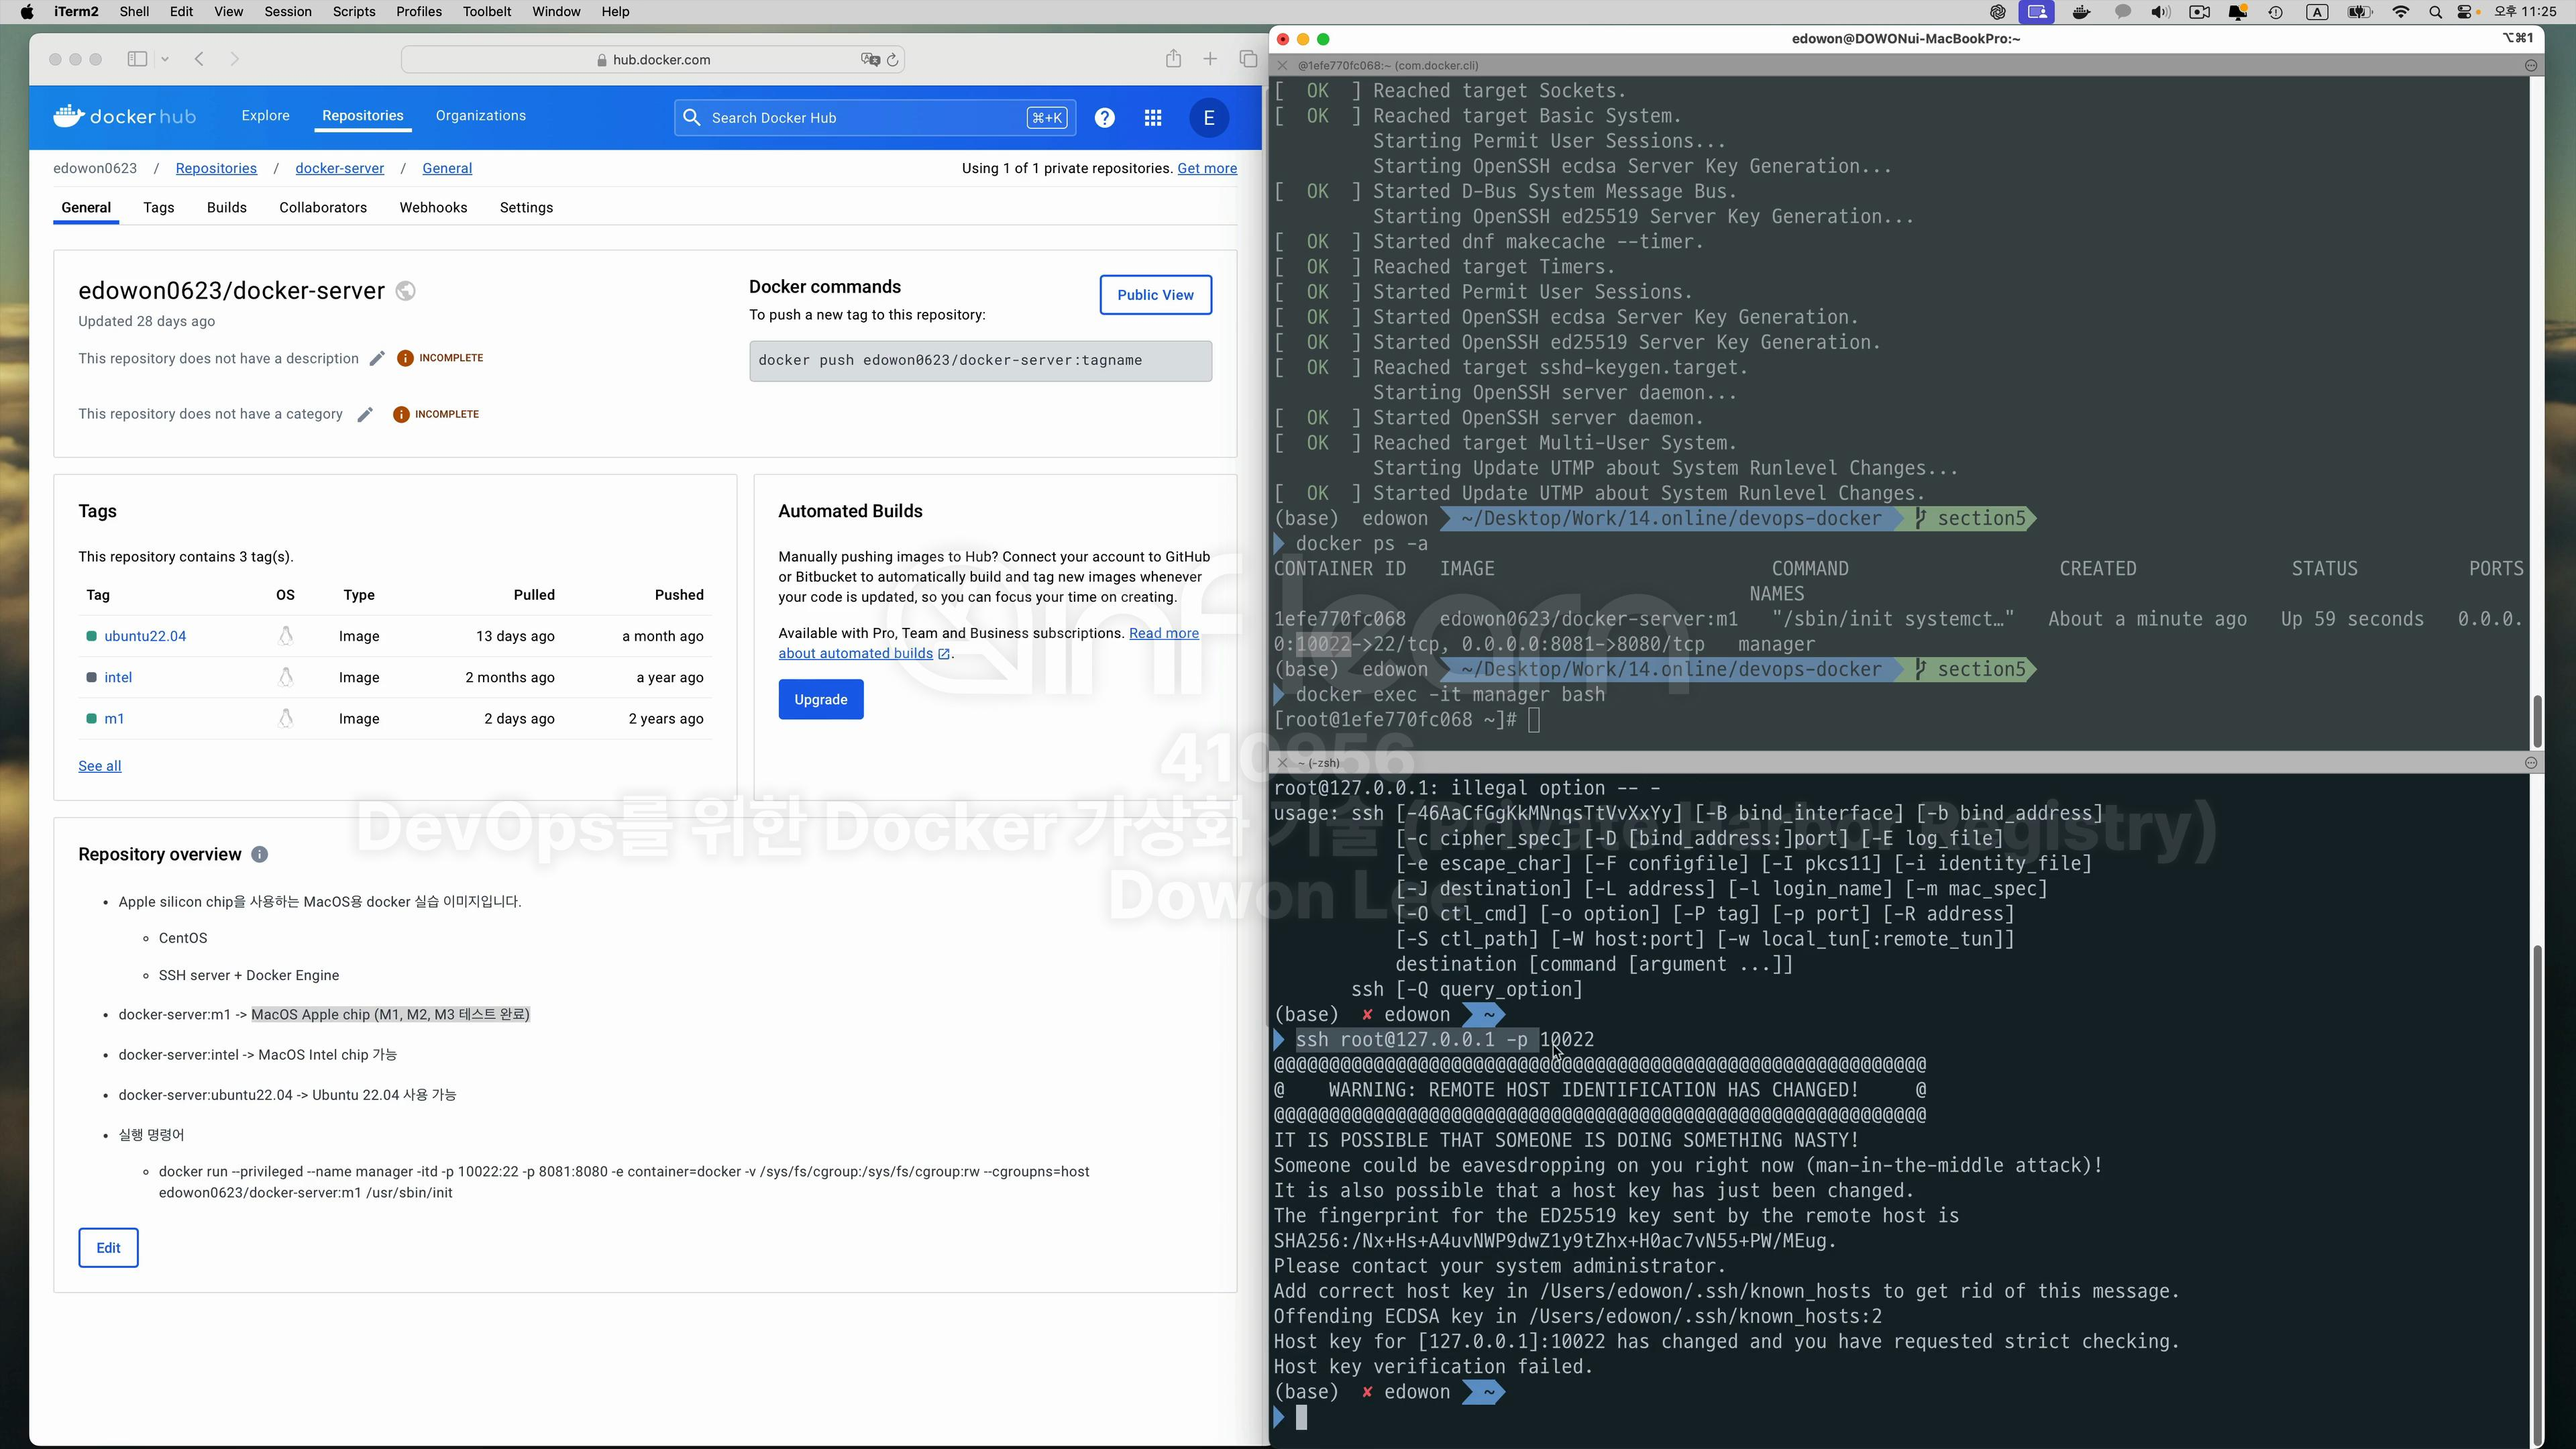 iTerm2 Shell Edit View Session Scripts Profiles Toolbelt Window Help
A
오후 11:25
hub.docker.com
docker hub Explore Repositories Organizations
Search Docker Hub ⌘+K ? E
edowon0623 / Repositories / docker-server / General
Using 1 of 1 private repositories. Get more
General Tags Builds Collaborators Webhooks Settings
edowon0623/docker-server
Updated 28 days ago
This repository does not have a description INCOMPLETE
This repository does not have a category INCOMPLETE
Docker commands
Public View
To push a new tag to this repository:
docker push edowon0623/docker-server:tagname
Tags
This repository contains 3 tag(s).
Tag OS Type Pulled Pushed
ubuntu22.04 Image 13 days ago a month ago
intel Image 2 months ago a year ago
m1 Image 2 days ago 2 years ago
See all
Automated Builds
Manually pushing images to Hub? Connect your account to GitHub
or Bitbucket to automatically build and tag new images whenever
your code is updated, so you can focus your time on creating.
Available with Pro, Team and Business subscriptions. Read more
about automated builds.
Upgrade
Repository overview
• Apple silicon chip을 사용하는 MacOS용 docker 실습 이미지입니다.
◦ CentOS
◦ SSH server + Docker Engine
• docker-server:m1 -> MacOS Apple chip (M1, M2, M3 테스트 완료)
• docker-server:intel -> MacOS Intel chip 가능
• docker-server:ubuntu22.04 -> Ubuntu 22.04 사용 가능
• 실행 명령어
◦ docker run --privileged --name manager -itd -p 10022:22 -p 8081:8080 -e container=docker -v /sys/fs/cgroup:/sys/fs/cgroup:rw --cgroupns=host
edowon0623/docker-server:m1 /usr/sbin/init
Edit
edowon@DOWONui-MacBookPro:~
⌥⌘1
@1efe770fc068:~ (com.docker.cli)
[  OK  ] Reached target Sockets.
[  OK  ] Reached target Basic System.
Starting Permit User Sessions...
Starting OpenSSH ecdsa Server Key Generation...
[  OK  ] Started D-Bus System Message Bus.
Starting OpenSSH ed25519 Server Key Generation...
[  OK  ] Started dnf makecache --timer.
[  OK  ] Reached target Timers.
[  OK  ] Started Permit User Sessions.
[  OK  ] Started OpenSSH ecdsa Server Key Generation.
[  OK  ] Started OpenSSH ed25519 Server Key Generation.
[  OK  ] Reached target sshd-keygen.target.
Starting OpenSSH server daemon...
[  OK  ] Started OpenSSH server daemon.
[  OK  ] Reached target Multi-User System.
Starting Update UTMP about System Runlevel Changes...
[  OK  ] Started Update UTMP about System Runlevel Changes.
(base) edowon ~/Desktop/Work/14.online/devops-docker section5
docker ps -a
CONTAINER ID IMAGE COMMAND CREATED STATUS PORTS
NAMES
1efe770fc068 edowon0623/docker-server:m1 "/sbin/init systemct…" About a minute ago Up 59 seconds 0.0.0.
0:10022->22/tcp, 0.0.0.0:8081->8080/tcp manager
(base) edowon ~/Desktop/Work/14.online/devops-docker section5
docker exec -it manager bash
[root@1efe770fc068 ~]#
~ (-zsh)
root@127.0.0.1: illegal option -- -
usage: ssh [-46AaCfGgKkMNnqsTtVvXxYy] [-B bind_interface] [-b bind_address]
[-c cipher_spec] [-D [bind_address:]port] [-E log_file]
[-e escape_char] [-F configfile] [-I pkcs11] [-i identity_file]
[-J destination] [-L address] [-l login_name] [-m mac_spec]
[-O ctl_cmd] [-o option] [-P tag] [-p port] [-R address]
[-S ctl_path] [-W host:port] [-w local_tun[:remote_tun]]
destination [command [argument ...]]
ssh [-Q query_option]
(base) ✘ edowon ~
ssh root@127.0.0.1 -p 10022
@@@@@@@@@@@@@@@@@@@@@@@@@@@@@@@@@@@@@@@@@@@@@@@@@@@@@@@@@@@
@    WARNING: REMOTE HOST IDENTIFICATION HAS CHANGED!     @
@@@@@@@@@@@@@@@@@@@@@@@@@@@@@@@@@@@@@@@@@@@@@@@@@@@@@@@@@@@
IT IS POSSIBLE THAT SOMEONE IS DOING SOMETHING NASTY!
Someone could be eavesdropping on you right now (man-in-the-middle attack)!
It is also possible that a host key has just been changed.
The fingerprint for the ED25519 key sent by the remote host is
SHA256:/Nx+Hs+A4uvNWP9dwZ1y9tZhx+H0ac7vN55+PW/MEug.
Please contact your system administrator.
Add correct host key in /Users/edowon/.ssh/known_hosts to get rid of this message.
Offending ECDSA key in /Users/edowon/.ssh/known_hosts:2
Host key for [127.0.0.1]:10022 has changed and you have requested strict checking.
Host key verification failed.
(base) ✘ edowon ~
inflearn
410956
DevOps를 위한 Docker 가상화 기술 (Private Harbor Registry)
Dowon Lee